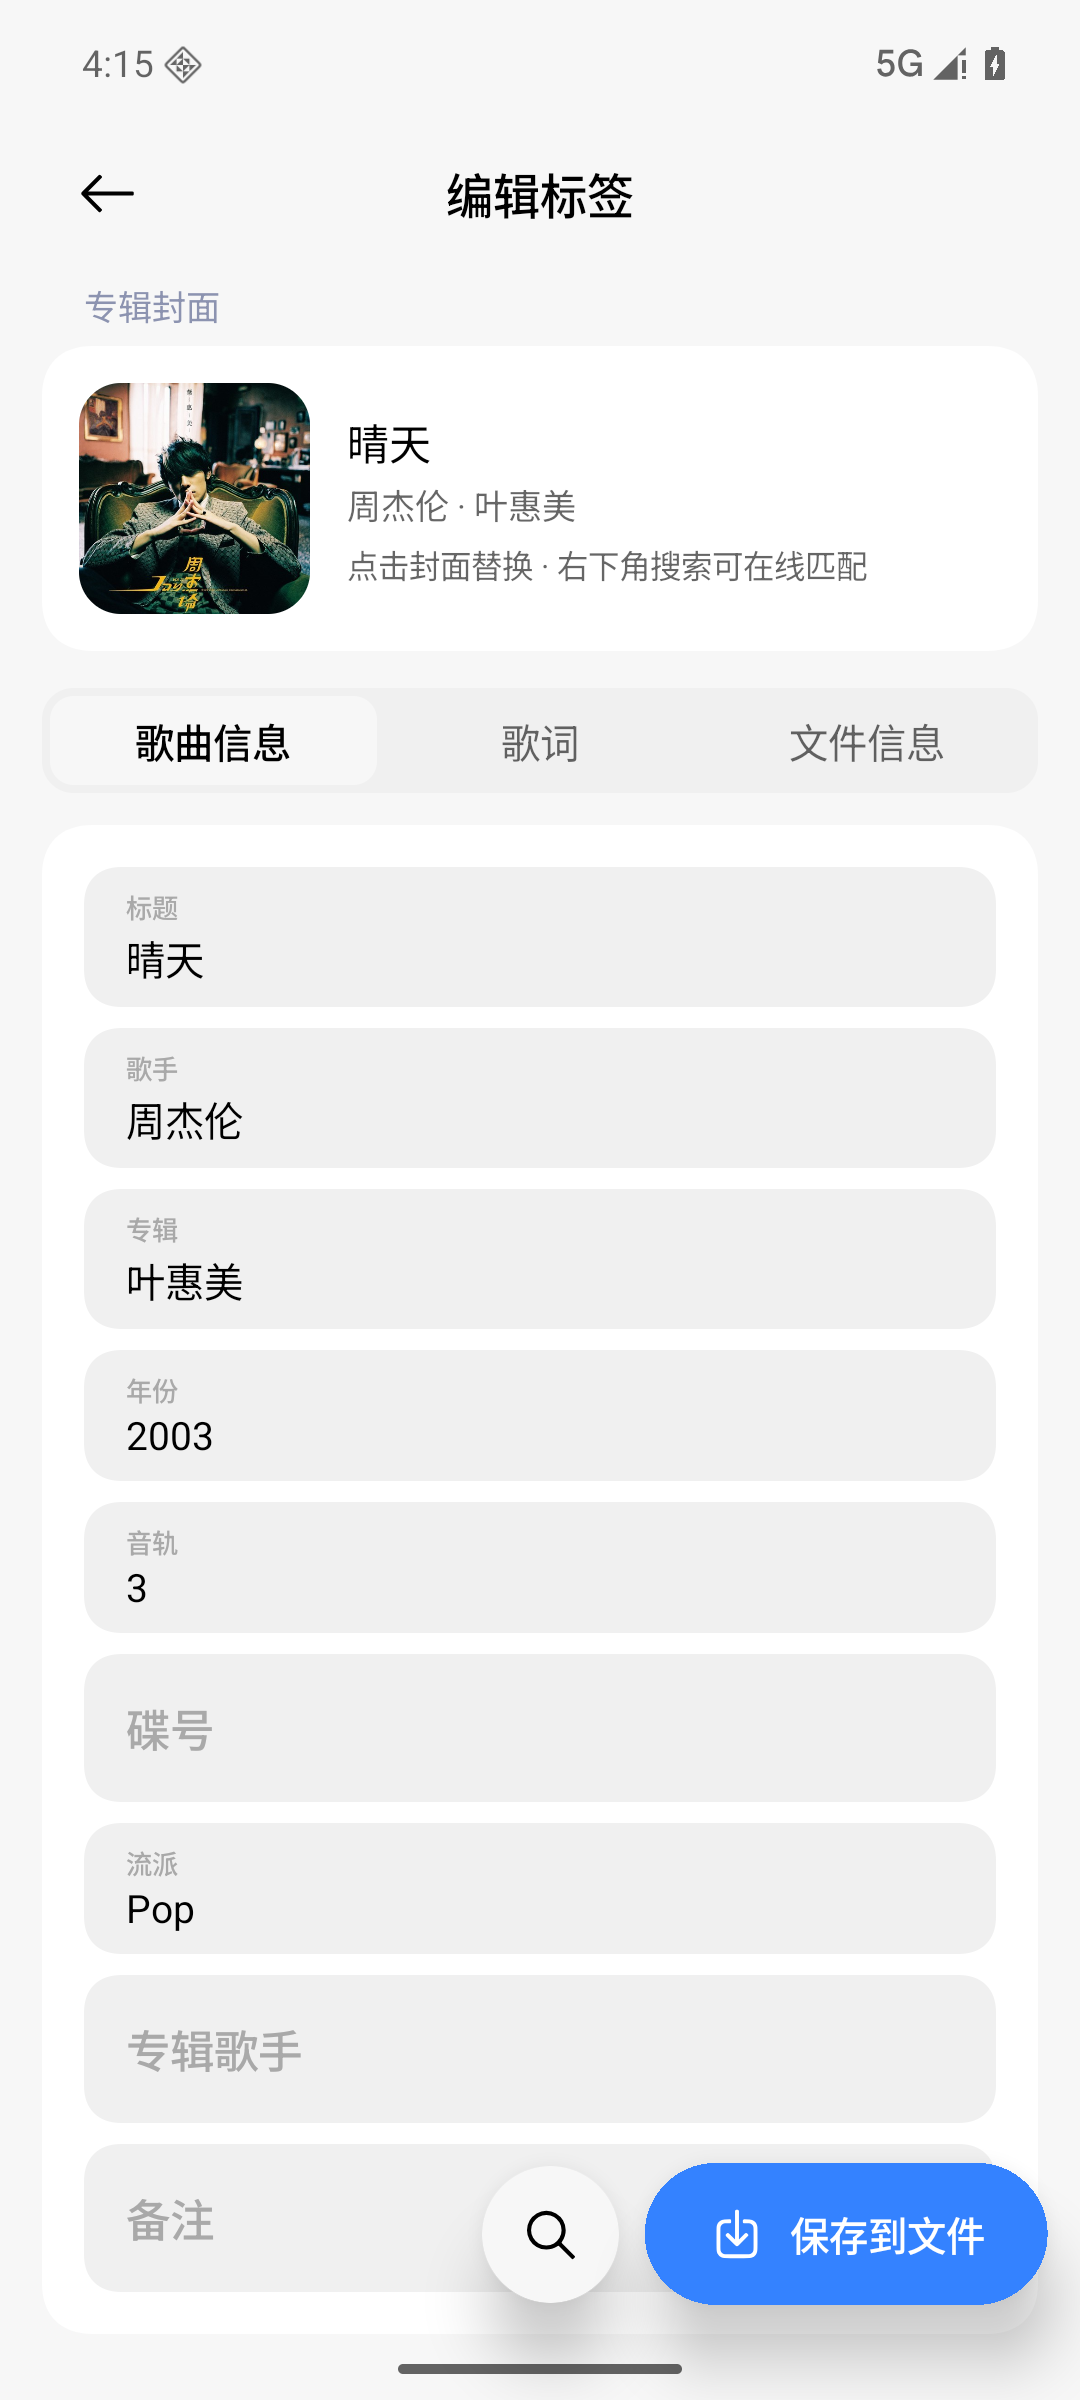 4:15
5G
编辑标签
专辑封面
周杰伦
Jay
晴天
周杰伦 · 叶惠美
点击封面替换 · 右下角搜索可在线匹配
歌曲信息
歌词
文件信息
标题
晴天
歌手
周杰伦
专辑
叶惠美
年份
2003
音轨
3
碟号
流派
Pop
专辑歌手
备注
保存到文件